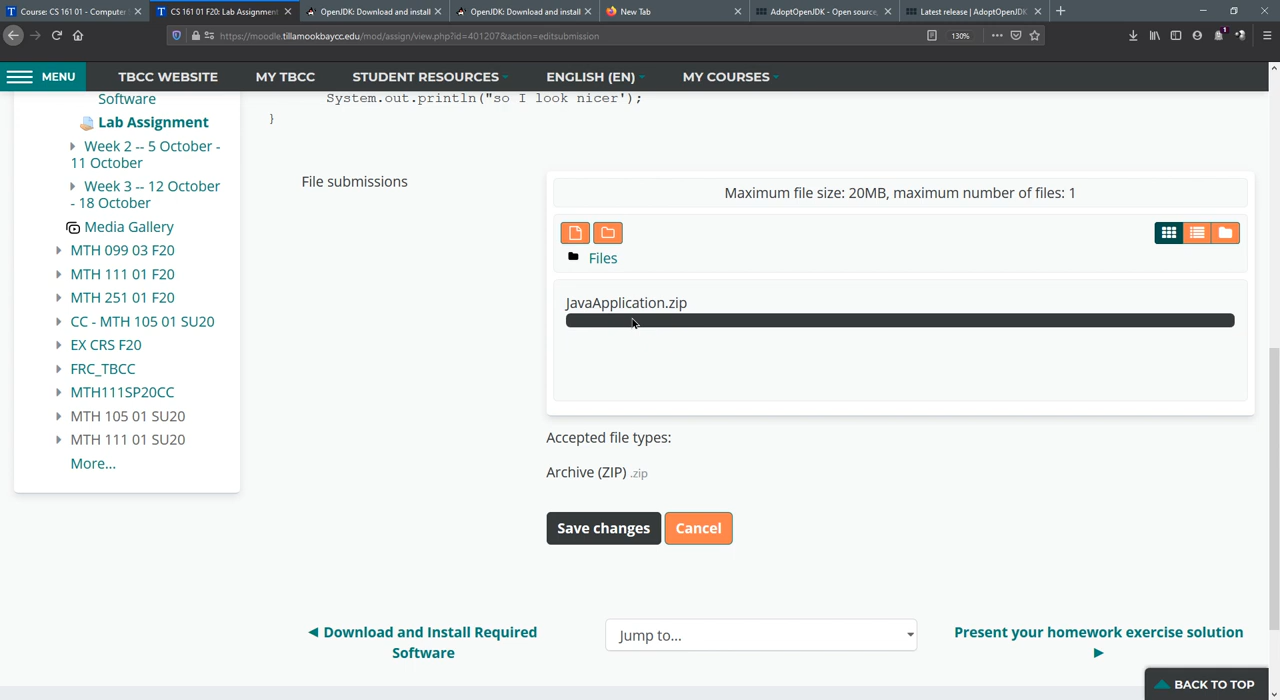 Course: CS 161 01 - Computer
CS 161 01 F20: Lab Assignment
OpenJDK: Download and install
OpenJDK: Download and install
New Tab
AdoptOpenJDK - Open source,
Latest release | AdoptOpenJDK
https://moodle.tillamookbaycc.edu/mod/assign/view.php?id=401207&action=editsubmission
130%
MENU
TBCC WEBSITE
MY TBCC
STUDENT RESOURCES
ENGLISH (EN)
MY COURSES
Software
Lab Assignment
Week 2 -- 5 October -
11 October
Week 3 -- 12 October
- 18 October
Media Gallery
MTH 099 03 F20
MTH 111 01 F20
MTH 251 01 F20
CC - MTH 105 01 SU20
EX CRS F20
FRC_TBCC
MTH111SP20CC
MTH 105 01 SU20
MTH 111 01 SU20
More...
System.out.println("so I look nicer');
}
File submissions
Maximum file size: 20MB, maximum number of files: 1
Files
JavaApplication.zip
Accepted file types:
Archive (ZIP) .zip
Save changes
Cancel
◄ Download and Install Required
Software
Jump to...
Present your homework exercise solution
►
BACK TO TOP